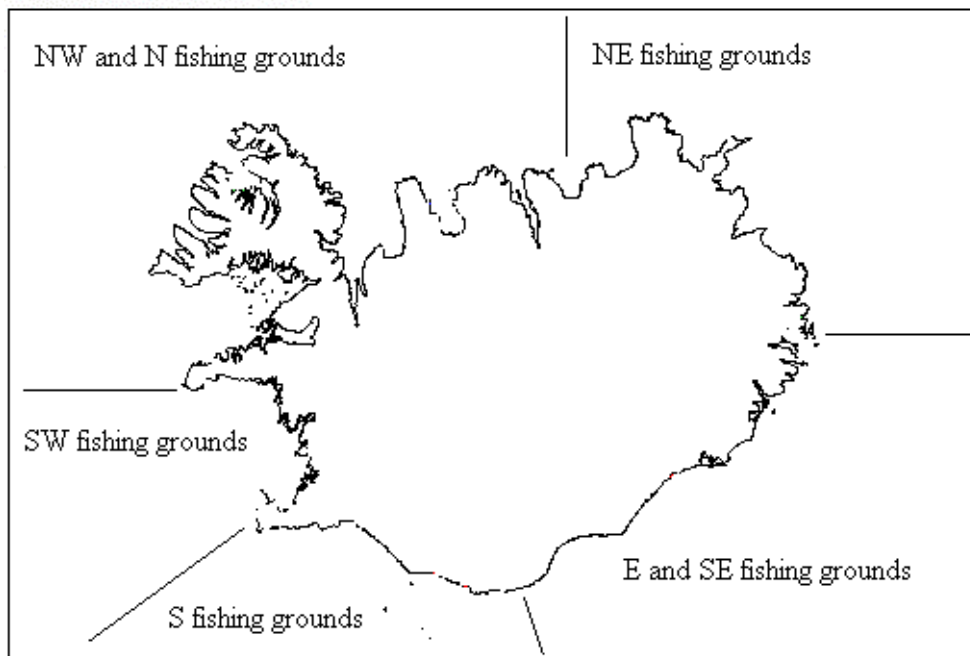 NW and N fishing grounds
NE fishing grounds
SW fishing grounds
E and SE fishing grounds
S fishing grounds